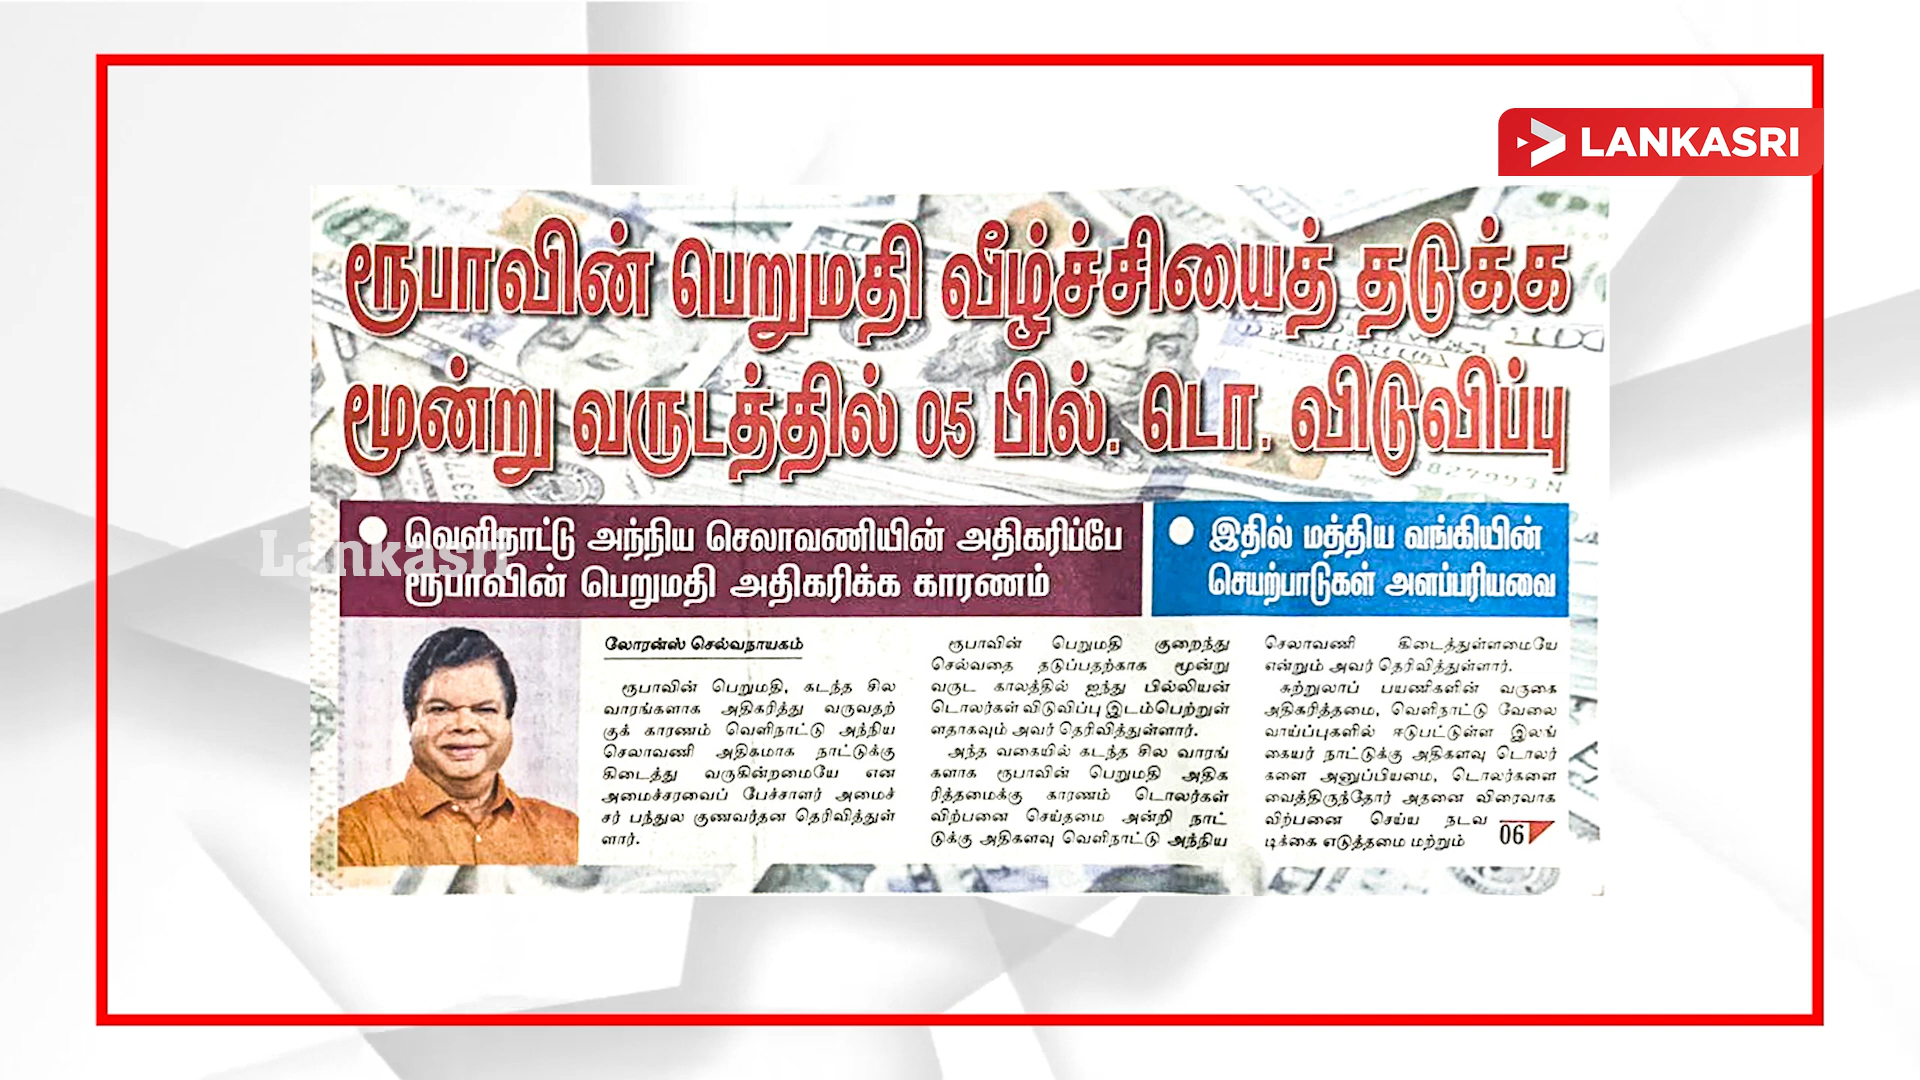 LANKASRI
ரூபாவின் பெறுமதி வீழ்ச்சியைத் தடுக்க
மூன்று வருடத்தில் 05 பில். டொ. விடுவிப்பு
● வெளிநாட்டு அந்நிய செலாவணியின் அதிகரிப்பே
ரூபாவின் பெறுமதி அதிகரிக்க காரணம்
● இதில் மத்திய வங்கியின்
செயற்பாடுகள் அளப்பரியவை
Lankasri
லோரன்ஸ் செல்வநாயகம்
ரூபாவின் பெறுமதி, கடந்த சில
வாரங்களாக அதிகரித்து வருவதற்
குக் காரணம் வெளிநாட்டு அந்நிய
செலாவணி அதிகமாக நாட்டுக்கு
கிடைத்து வருகின்றமையே என
அமைச்சரவைப் பேச்சாளர் அமைச்
சர் பந்துல குணவர்தன தெரிவித்துள்
ளார்.
ரூபாவின் பெறுமதி குறைந்து
செல்வதை தடுப்பதற்காக மூன்று
வருட காலத்தில் ஐந்து பில்லியன்
டொலர்கள் விடுவிப்பு இடம்பெற்றுள்
ளதாகவும் அவர் தெரிவித்துள்ளார்.
அந்த வகையில் கடந்த சில வாரங்
களாக ரூபாவின் பெறுமதி அதிக
ரித்தமைக்கு காரணம் டொலர்கள்
விற்பனை செய்தமை அன்றி நாட்
டுக்கு அதிகளவு வெளிநாட்டு அந்நிய
செலாவணி கிடைத்துள்ளமையே
என்றும் அவர் தெரிவித்துள்ளார்.
சுற்றுலாப் பயணிகளின் வருகை
அதிகரித்தமை, வெளிநாட்டு வேலை
வாய்ப்புகளில் ஈடுபட்டுள்ள இலங்
கையர் நாட்டுக்கு அதிகளவு டொலர்
களை அனுப்பியமை, டொலர்களை
வைத்திருந்தோர் அதனை விரைவாக
விற்பனை செய்ய நடவ
டிக்கை எடுத்தமை மற்றும்
06